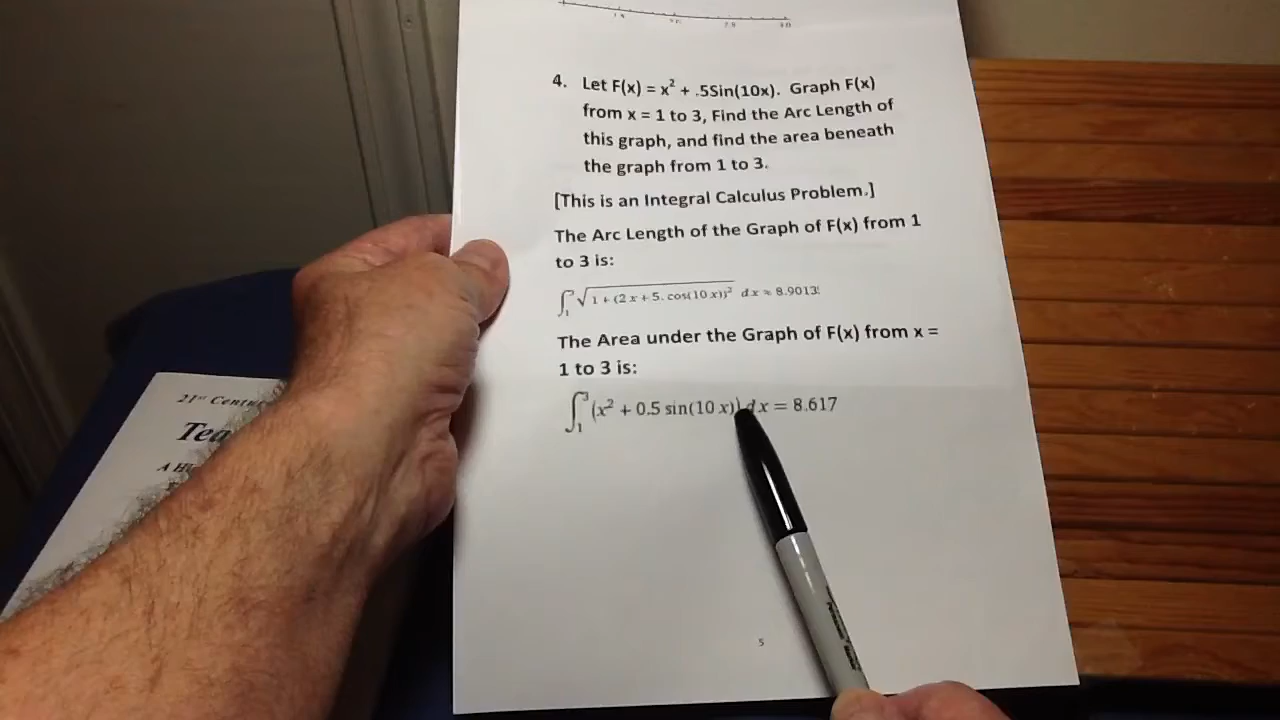 4. Let F(x) = x² + .5Sin(10x). Graph F(x)
from x = 1 to 3, Find the Arc Length of
this graph, and find the area beneath
the graph from 1 to 3.
[This is an Integral Calculus Problem.]
The Arc Length of the Graph of F(x) from 1
to 3 is:
∫₁³ √(1 + (2 x + 5. cos(10 x))²) dx ≈ 8.9013
The Area under the Graph of F(x) from x =
1 to 3 is:
∫₁³ (x² + 0.5 sin(10 x)) dx = 8.617
5
21st Centu
Tea
A Hi